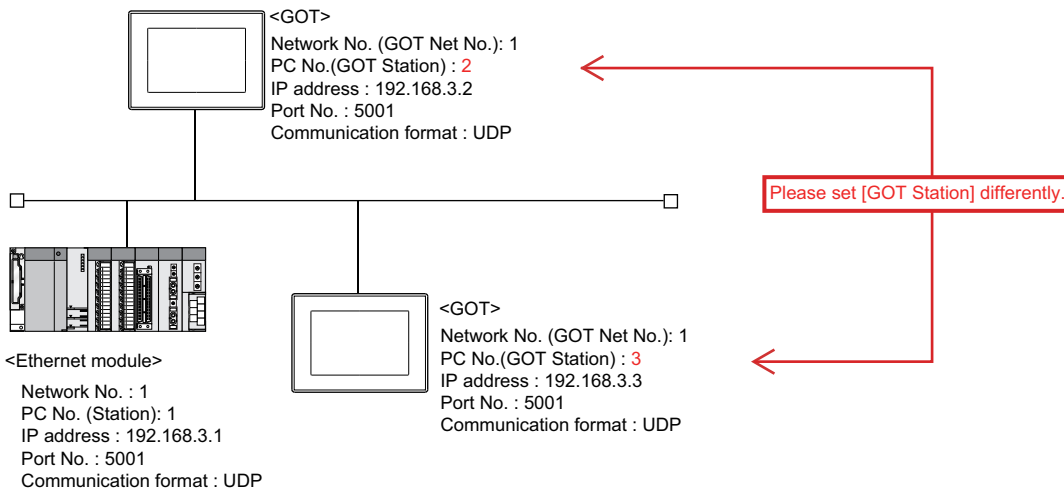 <GOT>
Network No. (GOT Net No.): 1
PC No.(GOT Station) : 2
IP address : 192.168.3.2
Port No. : 5001
Communication format : UDP
Please set [GOT Station] differently.
<GOT>
Network No. (GOT Net No.): 1
PC No.(GOT Station) : 3
IP address : 192.168.3.3
Port No. : 5001
Communication format : UDP
<Ethernet module>
Network No. : 1
PC No. (Station): 1
IP address : 192.168.3.1
Port No. : 5001
Communication format : UDP